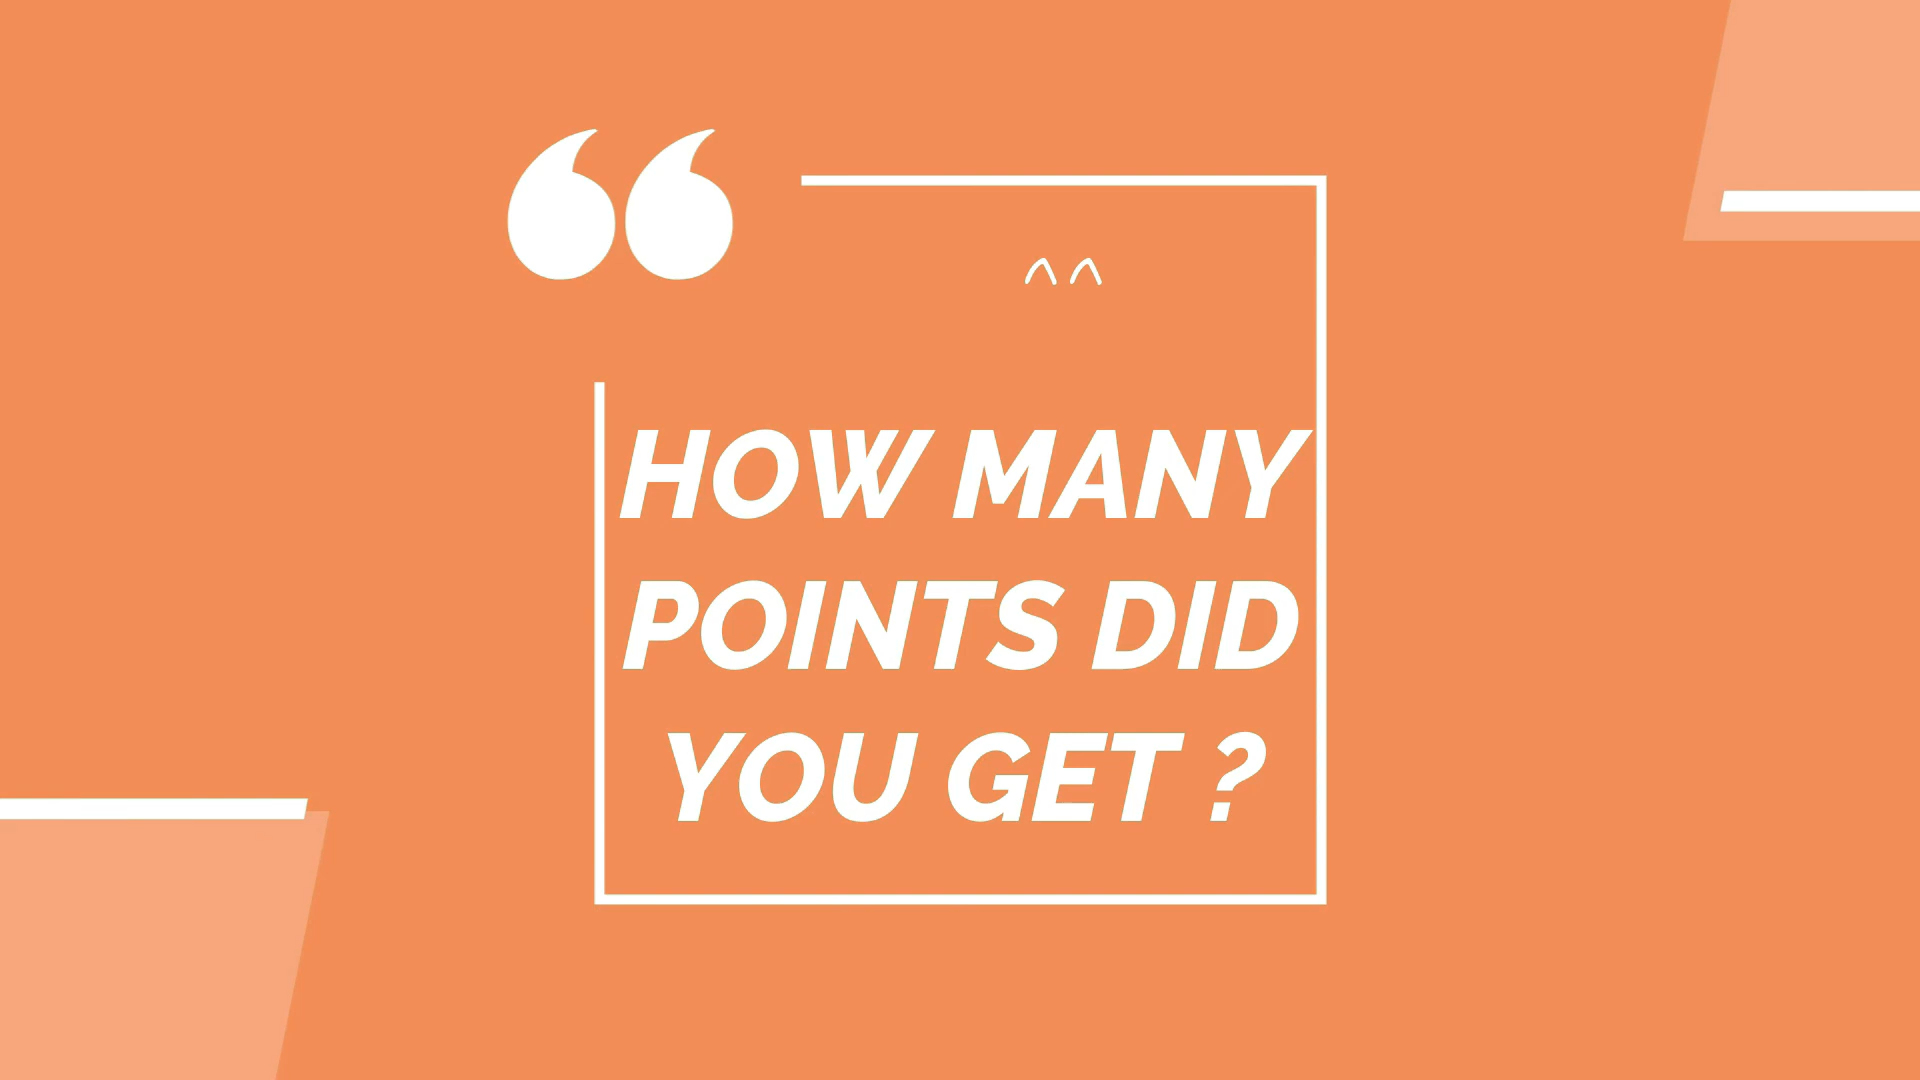 “
^^
HOW MANY
POINTS DID
YOU GET ?